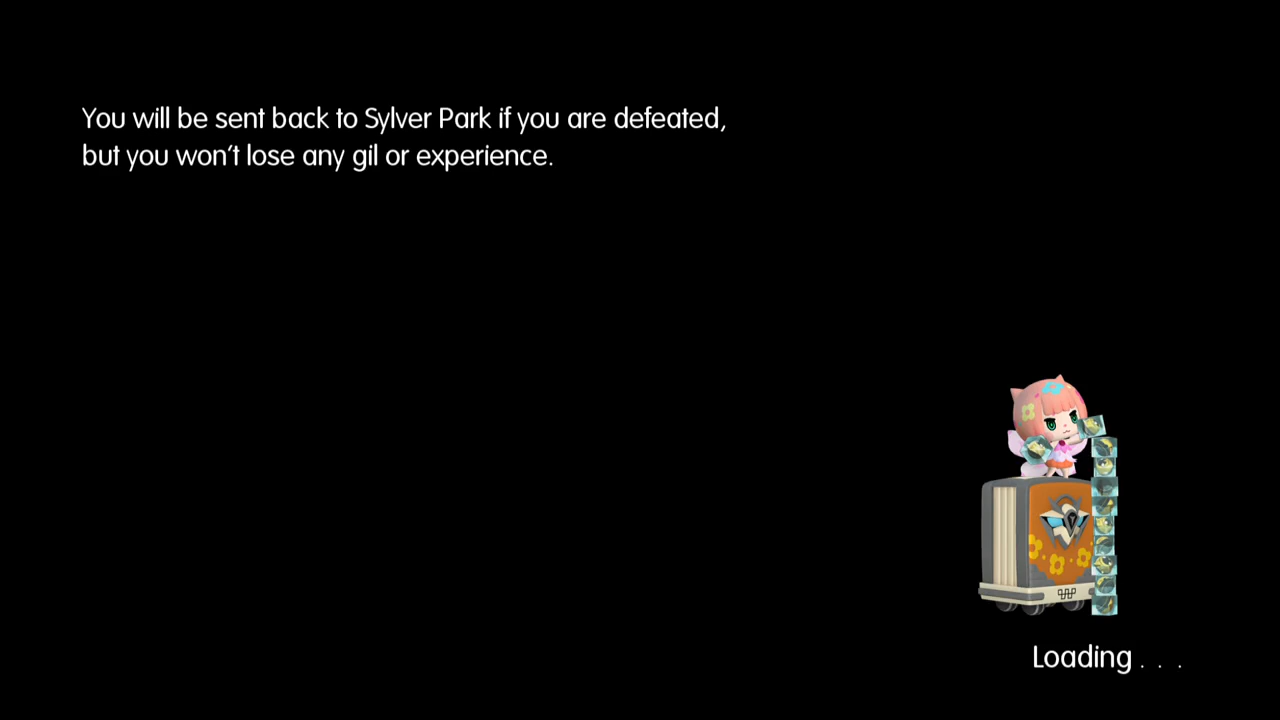 You will be sent back to Sylver Park if you are defeated,
but you won't lose any gil or experience.
Loading . . .